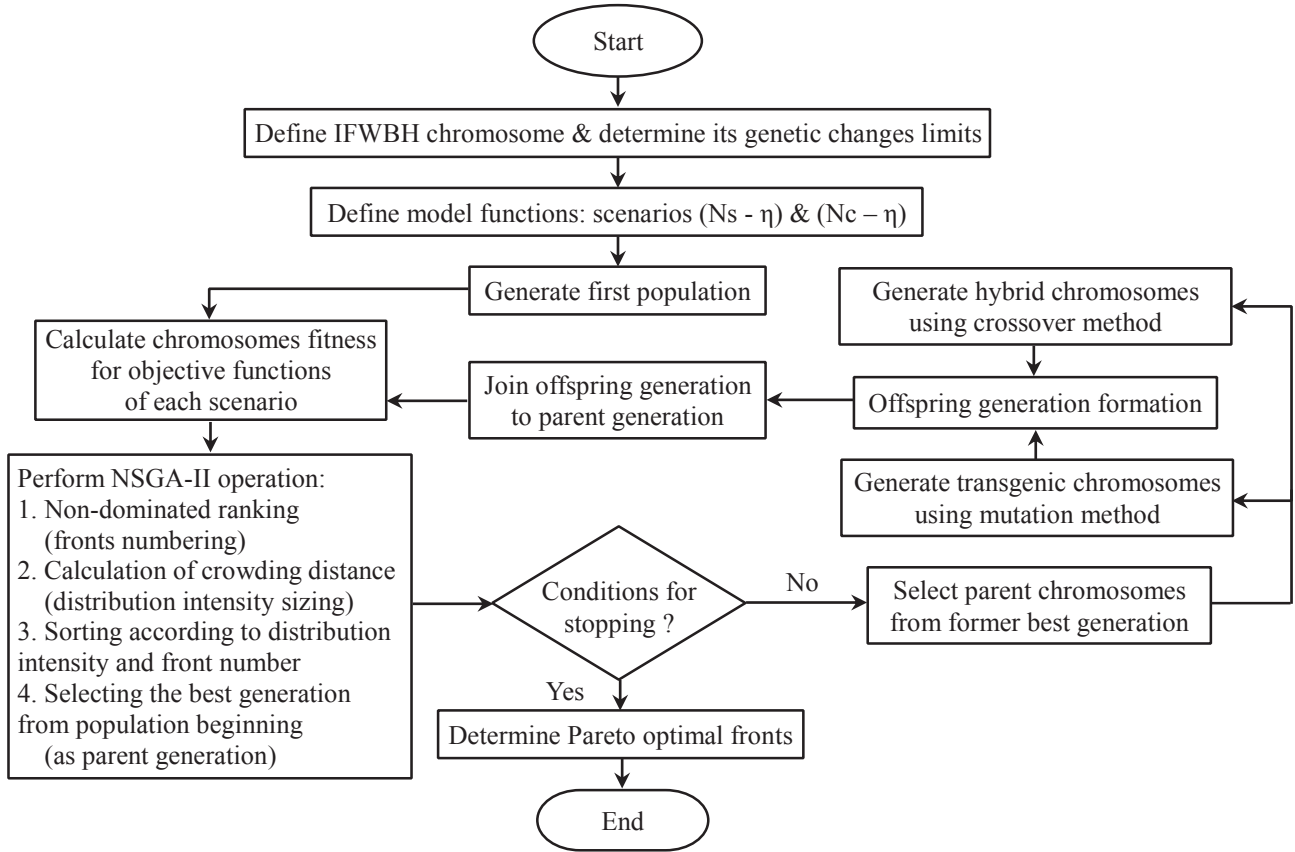 Start
Define IFWBH chromosome & determine its genetic changes limits
Define model functions: scenarios (Ns - η) & (Nc – η)
Generate first population
Calculate chromosomes fitness
for objective functions
of each scenario
Perform NSGA-II operation:
1. Non-dominated ranking
(fronts numbering)
2. Calculation of crowding distance
(distribution intensity sizing)
3. Sorting according to distribution
intensity and front number
4. Selecting the best generation
from population beginning
(as parent generation)
Conditions for
stopping ?
No
Select parent chromosomes
from former best generation
Generate hybrid chromosomes
using crossover method
Generate transgenic chromosomes
using mutation method
Offspring generation formation
Join offspring generation
to parent generation
Yes
Determine Pareto optimal fronts
End